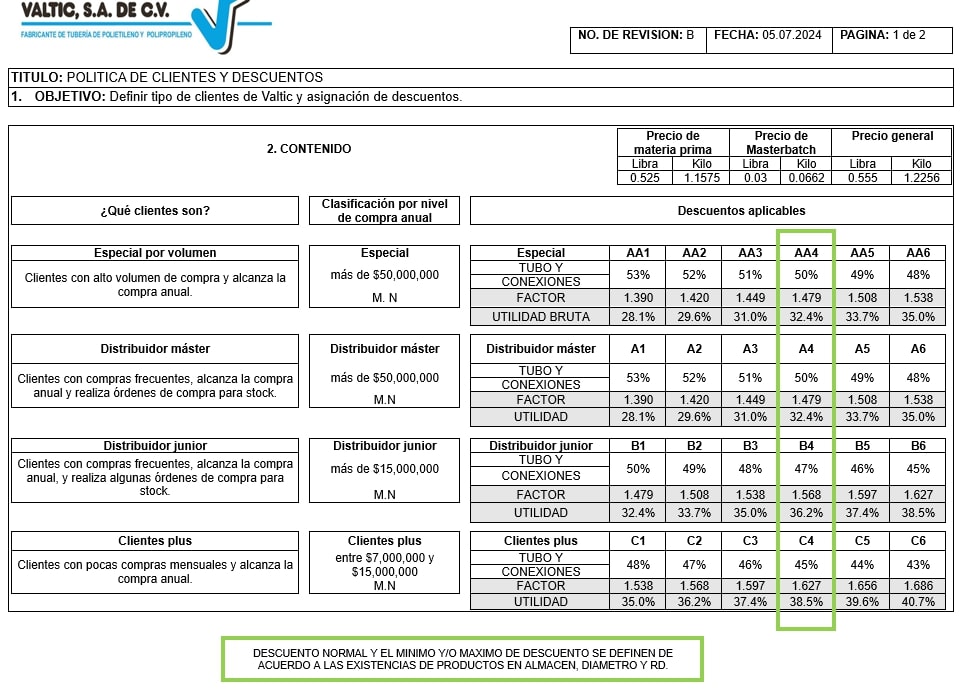 VALTIC, S.A. DE C.V.
FABRICANTE DE TUBERÍA DE POLIETILENO Y POLIPROPILENO
NO. DE REVISION: B FECHA: 05.07.2024 PAGINA: 1 de 2
TITULO: POLITICA DE CLIENTES Y DESCUENTOS
1. OBJETIVO: Definir tipo de clientes de Valtic y asignación de descuentos.
2. CONTENIDO
Precio de materia prima Precio de Masterbatch Precio general
Libra Kilo Libra Kilo Libra Kilo
0.525 1.1575 0.03 0.0662 0.555 1.2256
¿Qué clientes son?
Clasificación por nivel
de compra anual
Descuentos aplicables
Especial por volumen
Clientes con alto volumen de compra y alcanza la
compra anual.
Especial
más de $50,000,000
M. N
Especial AA1 AA2 AA3 AA4 AA5 AA6
TUBO Y
CONEXIONES
53% 52% 51% 50% 49% 48%
FACTOR 1.390 1.420 1.449 1.479 1.508 1.538
UTILIDAD BRUTA 28.1% 29.6% 31.0% 32.4% 33.7% 35.0%
Distribuidor máster
Clientes con compras frecuentes, alcanza la compra
anual y realiza órdenes de compra para stock.
Distribuidor máster
más de $50,000,000
M.N
Distribuidor máster A1 A2 A3 A4 A5 A6
TUBO Y
CONEXIONES
53% 52% 51% 50% 49% 48%
FACTOR 1.390 1.420 1.449 1.479 1.508 1.538
UTILIDAD 28.1% 29.6% 31.0% 32.4% 33.7% 35.0%
Distribuidor junior
Clientes con compras frecuentes, alcanza la compra
anual, y realiza algunas órdenes de compra para
stock.
Distribuidor junior
más de $15,000,000
M.N
Distribuidor junior B1 B2 B3 B4 B5 B6
TUBO Y
CONEXIONES
50% 49% 48% 47% 46% 45%
FACTOR 1.479 1.508 1.538 1.568 1.597 1.627
UTILIDAD 32.4% 33.7% 35.0% 36.2% 37.4% 38.5%
Clientes plus
Clientes con pocas compras mensuales y alcanza la
compra anual.
Clientes plus
entre $7,000,000 y
$15,000,000
M.N
Clientes plus C1 C2 C3 C4 C5 C6
TUBO Y
CONEXIONES
48% 47% 46% 45% 44% 43%
FACTOR 1.538 1.568 1.597 1.627 1.656 1.686
UTILIDAD 35.0% 36.2% 37.4% 38.5% 39.6% 40.7%
DESCUENTO NORMAL Y EL MINIMO Y/O MAXIMO DE DESCUENTO SE DEFINEN DE
ACUERDO A LAS EXISTENCIAS DE PRODUCTOS EN ALMACEN, DIAMETRO Y RD.